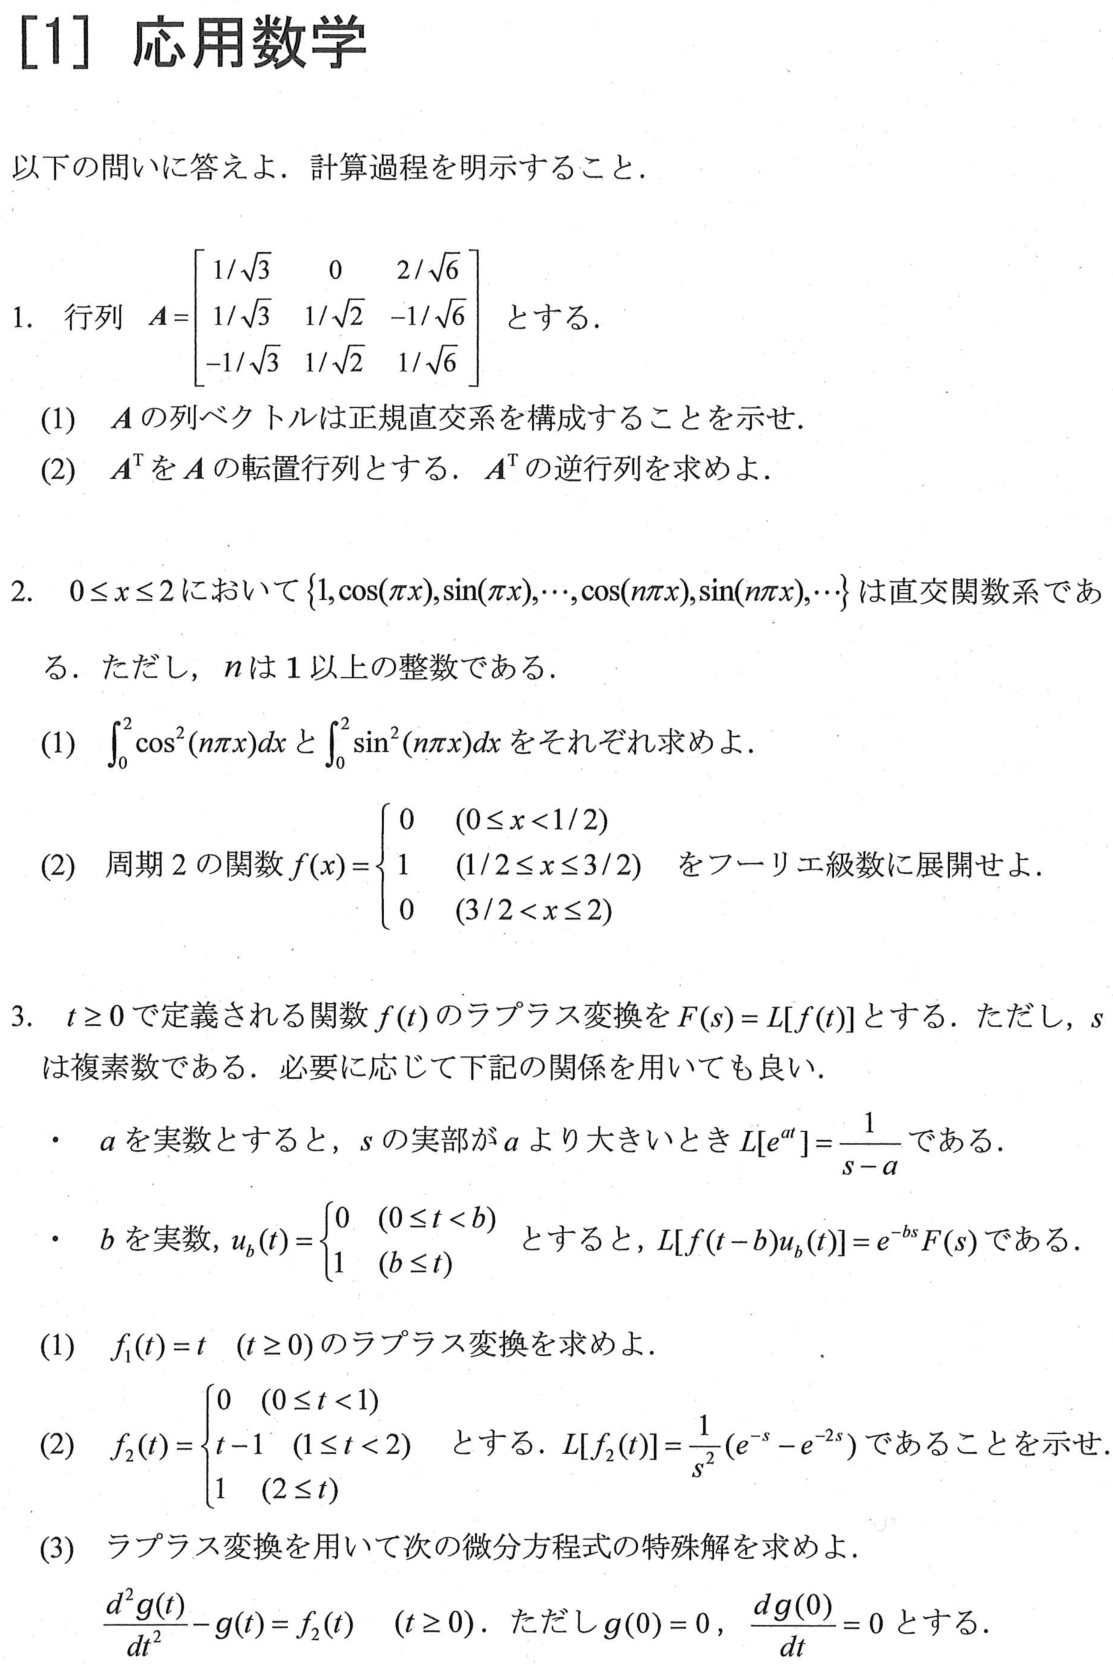 [1] 応用数学
以下の問いに答えよ．計算過程を明示すること．
1. 行列 A = [ 1/√3 0 2/√6 ; 1/√3 1/√2 -1/√6 ; -1/√3 1/√2 1/√6 ] とする．
(1) A の列ベクトルは正規直交系を構成することを示せ．
(2) Aᵀ を A の転置行列とする．Aᵀ の逆行列を求めよ．
2. 0≤x≤2 において {1,cos(πx),sin(πx),⋯,cos(nπx),sin(nπx),⋯} は直交関数系であ
る．ただし，n は 1 以上の整数である．
(1) ∫₀² cos²(nπx)dx と ∫₀² sin²(nπx)dx をそれぞれ求めよ．
(2) 周期 2 の関数 f(x) = { 0 (0≤x<1/2) ; 1 (1/2≤x≤3/2) ; 0 (3/2<x≤2) をフーリエ級数に展開せよ．
3. t≥0 で定義される関数 f(t) のラプラス変換を F(s) = L[f(t)] とする．ただし，s
は複素数である．必要に応じて下記の関係を用いても良い．
・ a を実数とすると，s の実部が a より大きいとき L[e^{at}] = 1/(s-a) である．
・ b を実数, u_b(t) = { 0 (0≤t<b) ; 1 (b≤t) とすると, L[f(t-b)u_b(t)] = e^{-bs}F(s) である．
(1) f₁(t) = t (t≥0) のラプラス変換を求めよ．
(2) f₂(t) = { 0 (0≤t<1) ; t-1 (1≤t<2) ; 1 (2≤t) とする．L[f₂(t)] = 1/s² (e^{-s} - e^{-2s}) であることを示せ．
(3) ラプラス変換を用いて次の微分方程式の特殊解を求めよ．
d²g(t)/dt² - g(t) = f₂(t) (t≥0)．ただし g(0) = 0，dg(0)/dt = 0 とする．